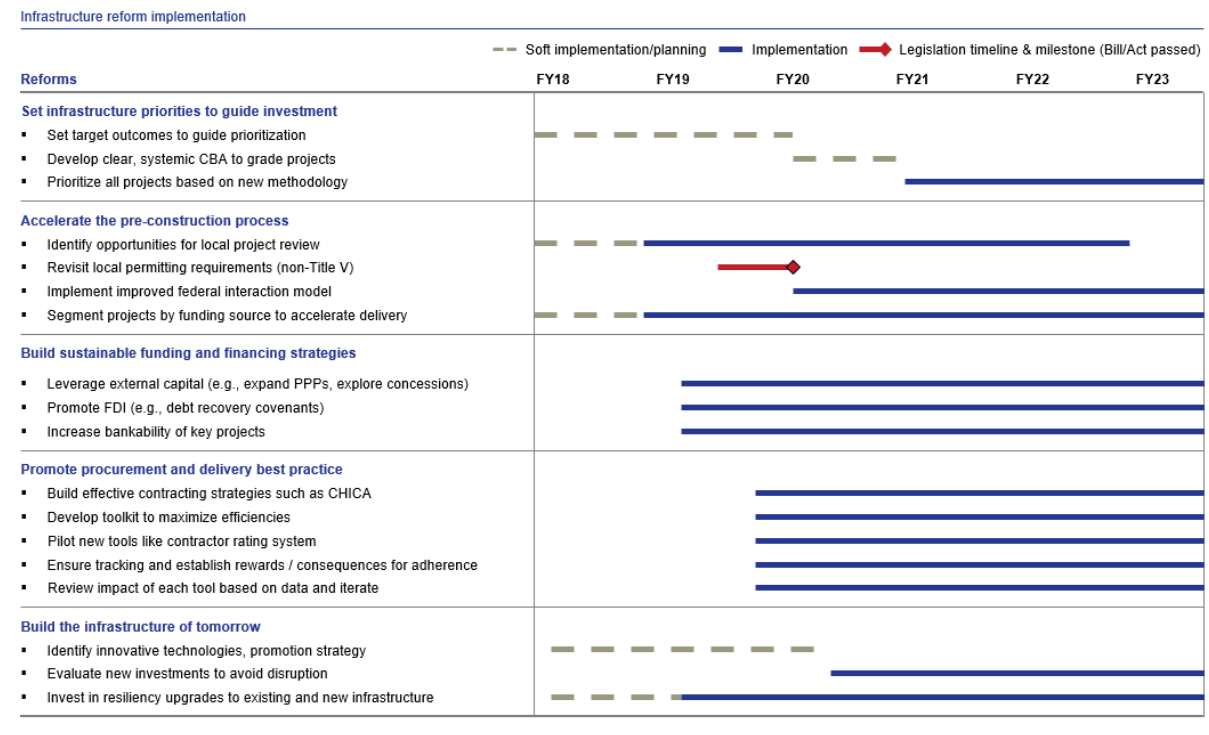 Infrastructure reform implementation
Soft implementation/planning Implementation Legislation timeline & milestone (Bill/Act passed)
Reforms FY18 FY19 FY20 FY21 FY22 FY23
Set infrastructure priorities to guide investment
▪ Set target outcomes to guide prioritization
▪ Develop clear, systemic CBA to grade projects
▪ Prioritize all projects based on new methodology
Accelerate the pre-construction process
▪ Identify opportunities for local project review
▪ Revisit local permitting requirements (non-Title V)
▪ Implement improved federal interaction model
▪ Segment projects by funding source to accelerate delivery
Build sustainable funding and financing strategies
▪ Leverage external capital (e.g., expand PPPs, explore concessions)
▪ Promote FDI (e.g., debt recovery covenants)
▪ Increase bankability of key projects
Promote procurement and delivery best practice
▪ Build effective contracting strategies such as CHICA
▪ Develop toolkit to maximize efficiencies
▪ Pilot new tools like contractor rating system
▪ Ensure tracking and establish rewards / consequences for adherence
▪ Review impact of each tool based on data and iterate
Build the infrastructure of tomorrow
▪ Identify innovative technologies, promotion strategy
▪ Evaluate new investments to avoid disruption
▪ Invest in resiliency upgrades to existing and new infrastructure